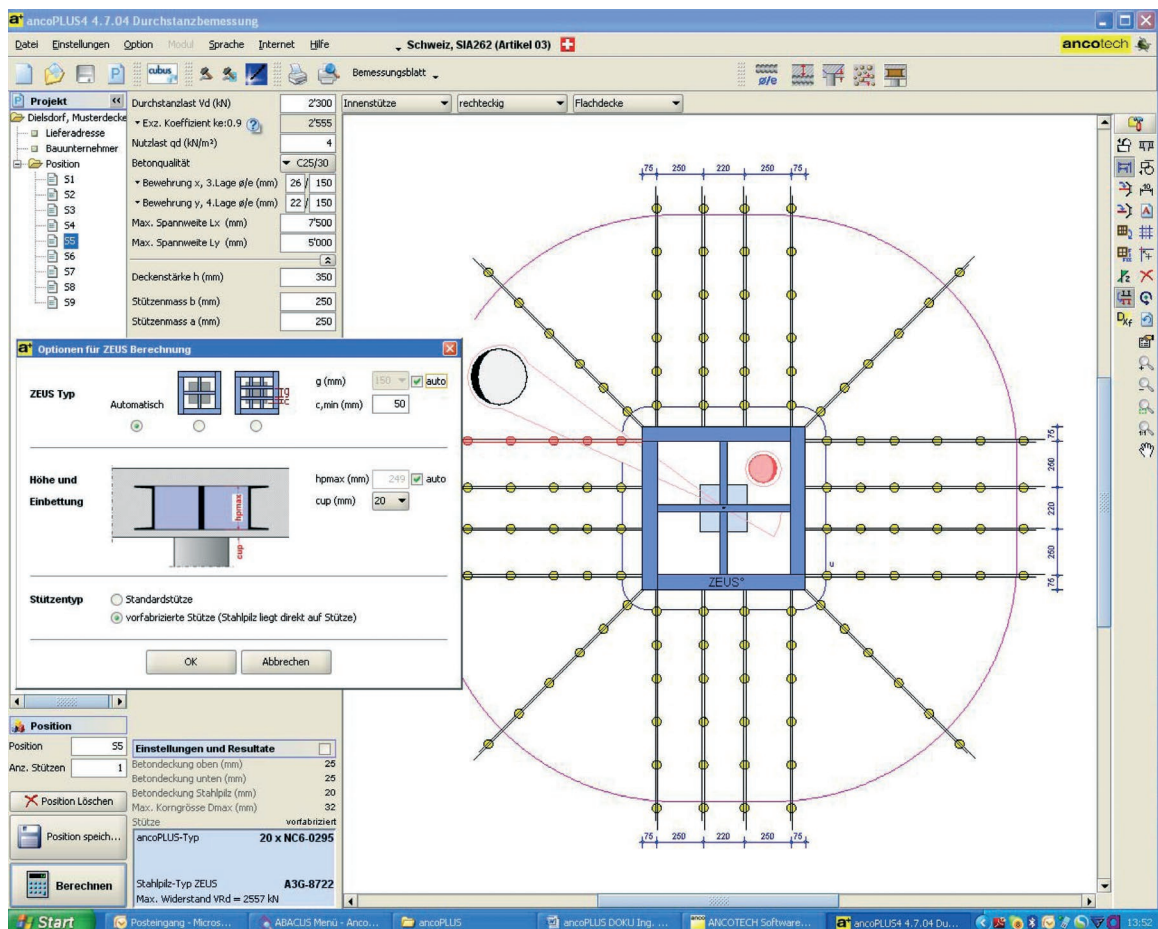 ancoPLUS4 4.7.04 Durchstanzbemessung
Datei Einstellungen Option Modul Sprache Internet Hilfe
Schweiz, SIA262 (Artikel 03)
ancotech
cubus
Bemessungsblatt
ø/e
Projekt
Dielsdorf, Musterdecke
Lieferadresse
Bauunternehmer
Position
S1
S2
S3
S4
S5
S6
S7
S8
S9
Durchstanzlast Vd (kN) 2'300
Exz. Koeffizient ke:0.9 2'555
Nutzlast qd (kN/m²) 4
Betonqualität C25/30
Bewehrung x, 3.Lage ø/e (mm) 26 / 150
Bewehrung y, 4.Lage ø/e (mm) 22 / 150
Max. Spannweite Lx (mm) 7'500
Max. Spannweite Ly (mm) 5'000
Deckenstärke h (mm) 350
Stützenmass b (mm) 250
Stützenmass a (mm) 250
Innenstütze rechteckig Flachdecke
75 250 220 250 75
75
260
220
260
75
u
ZEUS°
75 250 220 250 75
Optionen für ZEUS Berechnung
ZEUS Typ
Automatisch
g
c
g (mm) 150 auto
c,min (mm) 50
Höhe und
Einbettung
hpmax
cup
hpmax (mm) 249 auto
cup (mm) 20
Stützentyp
Standardstütze
vorfabrizierte Stütze (Stahlpilz liegt direkt auf Stütze)
OK Abbrechen
Position
Position S5
Anz. Stützen 1
Position Löschen
Position speich...
Berechnen
Einstellungen und Resultate
Betondeckung oben (mm) 25
Betondeckung unten (mm) 25
Betondeckung Stahlpilz (mm) 20
Max. Korngrösse Dmax (mm) 32
Stütze vorfabriziert
ancoPLUS-Typ 20 x NC6-0295
Stahlpilz-Typ ZEUS A3G-8722
Max. Widerstand VRd = 2557 kN
Start
Posteingang - Micros...
ABACUS Menü - Anco...
ancoPLUS
ancoPLUS DOKU Ing. ...
ANCOTECH Software...
ancoPLUS4 4.7.04 Du...
13:52